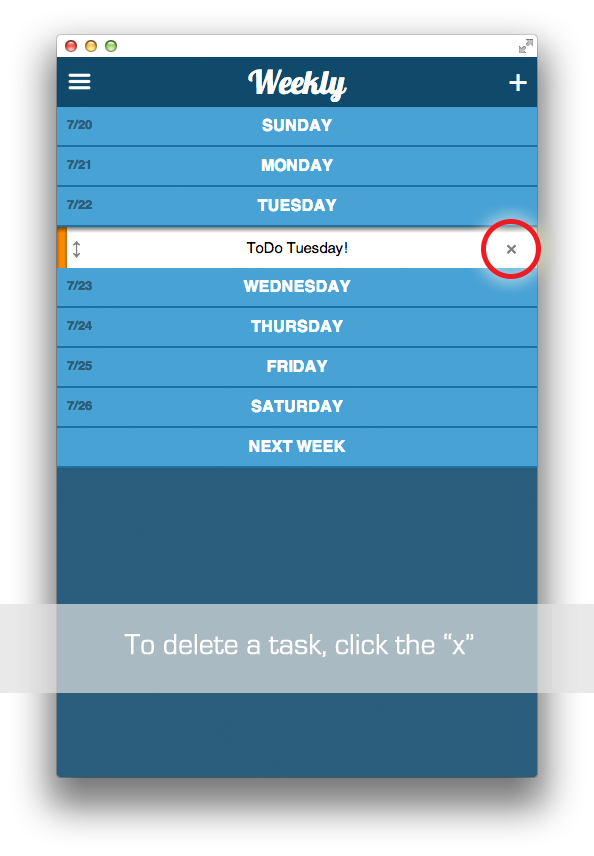 Weekly
7/20 SUNDAY
7/21 MONDAY
7/22 TUESDAY
ToDo Tuesday!
7/23 WEDNESDAY
7/24 THURSDAY
7/25 FRIDAY
7/26 SATURDAY
NEXT WEEK
To delete a task, click the “x”